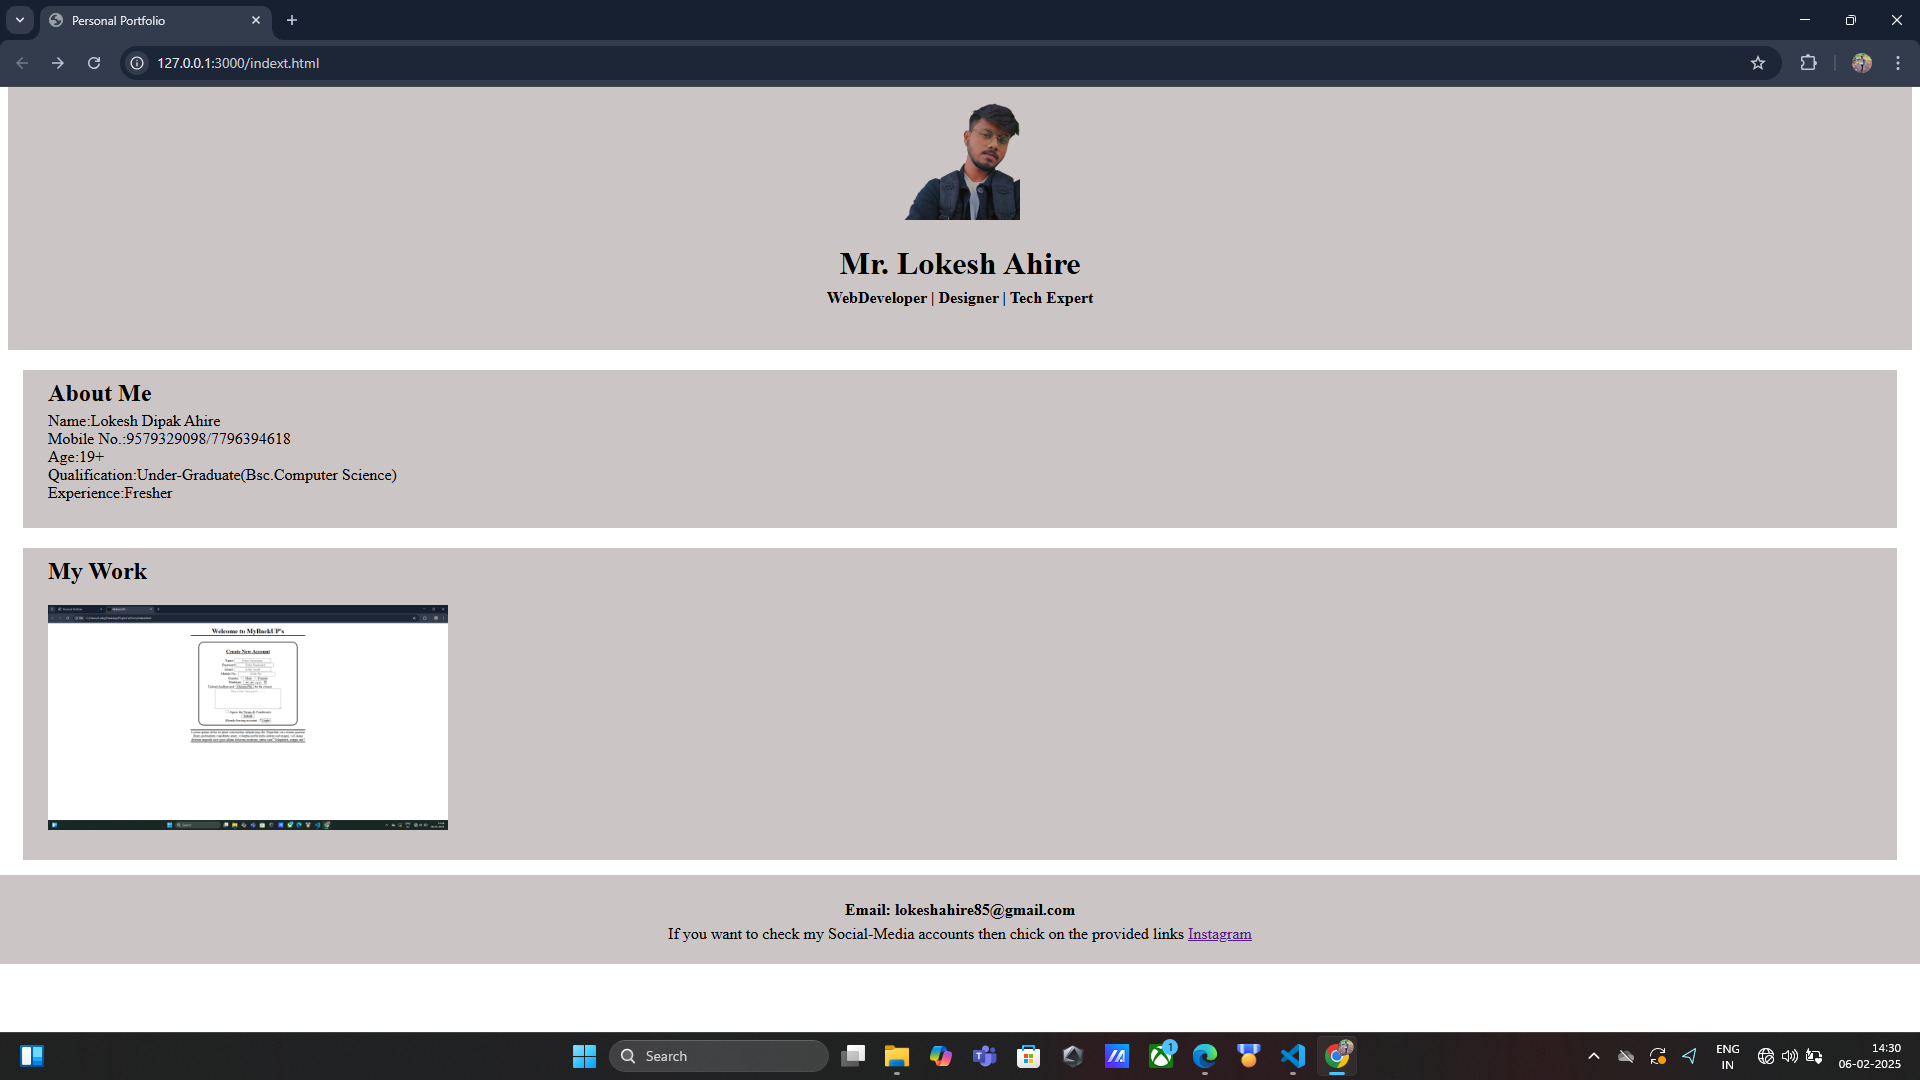 Personal Portfolio
127.0.0.1:3000/indext.html
Mr. Lokesh Ahire
WebDeveloper | Designer | Tech Expert
About Me
Name:Lokesh Dipak Ahire
Mobile No.:9579329098/7796394618
Age:19+
Qualification:Under-Graduate(Bsc.Computer Science)
Experience:Fresher
My Work
Welcome to MyBackUP's
Create New Account
Email: lokeshahire85@gmail.com
If you want to check my Social-Media accounts then chick on the provided links Instagram
Search
1
ENG
IN
14:30
06-02-2025